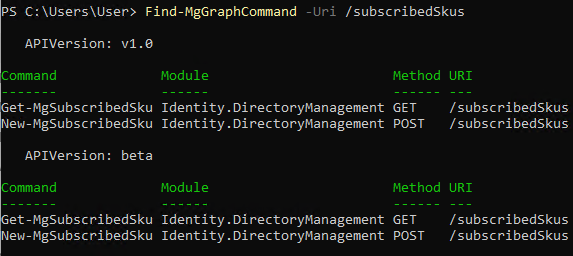 PS C:\Users\User> Find-MgGraphCommand -Uri /subscribedSkus
APIVersion: v1.0
Command Module Method URI
------- ------ ------ ---
Get-MgSubscribedSku Identity.DirectoryManagement GET /subscribedSkus
New-MgSubscribedSku Identity.DirectoryManagement POST /subscribedSkus
APIVersion: beta
Command Module Method URI
------- ------ ------ ---
Get-MgSubscribedSku Identity.DirectoryManagement GET /subscribedSkus
New-MgSubscribedSku Identity.DirectoryManagement POST /subscribedSkus